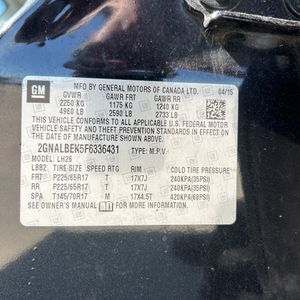 GM
MFD BY GENERAL MOTORS OF CANADA LTD. 04/15
GVWR GAWR FRT GAWR RR
2250 KG 1175 KG 1240 KG
4960 LB 2590 LB 2733 LB
THIS VEHICLE CONFORMS TO ALL APPLICABLE U.S. FEDERAL MOTOR
VEHICLE SAFETY
THEFT PREVENTION STANDARDS IN EFFECT ON THE DATE OF
MANUFACTURE SHOWN ABOVE.
2GNALBEK5F6336431 TYPE: M.P.V.
MODEL: LH26
LBB2 TIRE SIZE SPEED RTG RIM COLD TIRE PRESSURE
FRT P225/65R17 T 17X7J 240KPA(35PSI)
RR P225/65R17 T 17X7J 240KPA(35PSI)
SPA T145/70R17 M 17X4.5T 420KPA(60PSI)
SEE OWNER'S MANUAL FOR ADDITIONAL INFORMATION